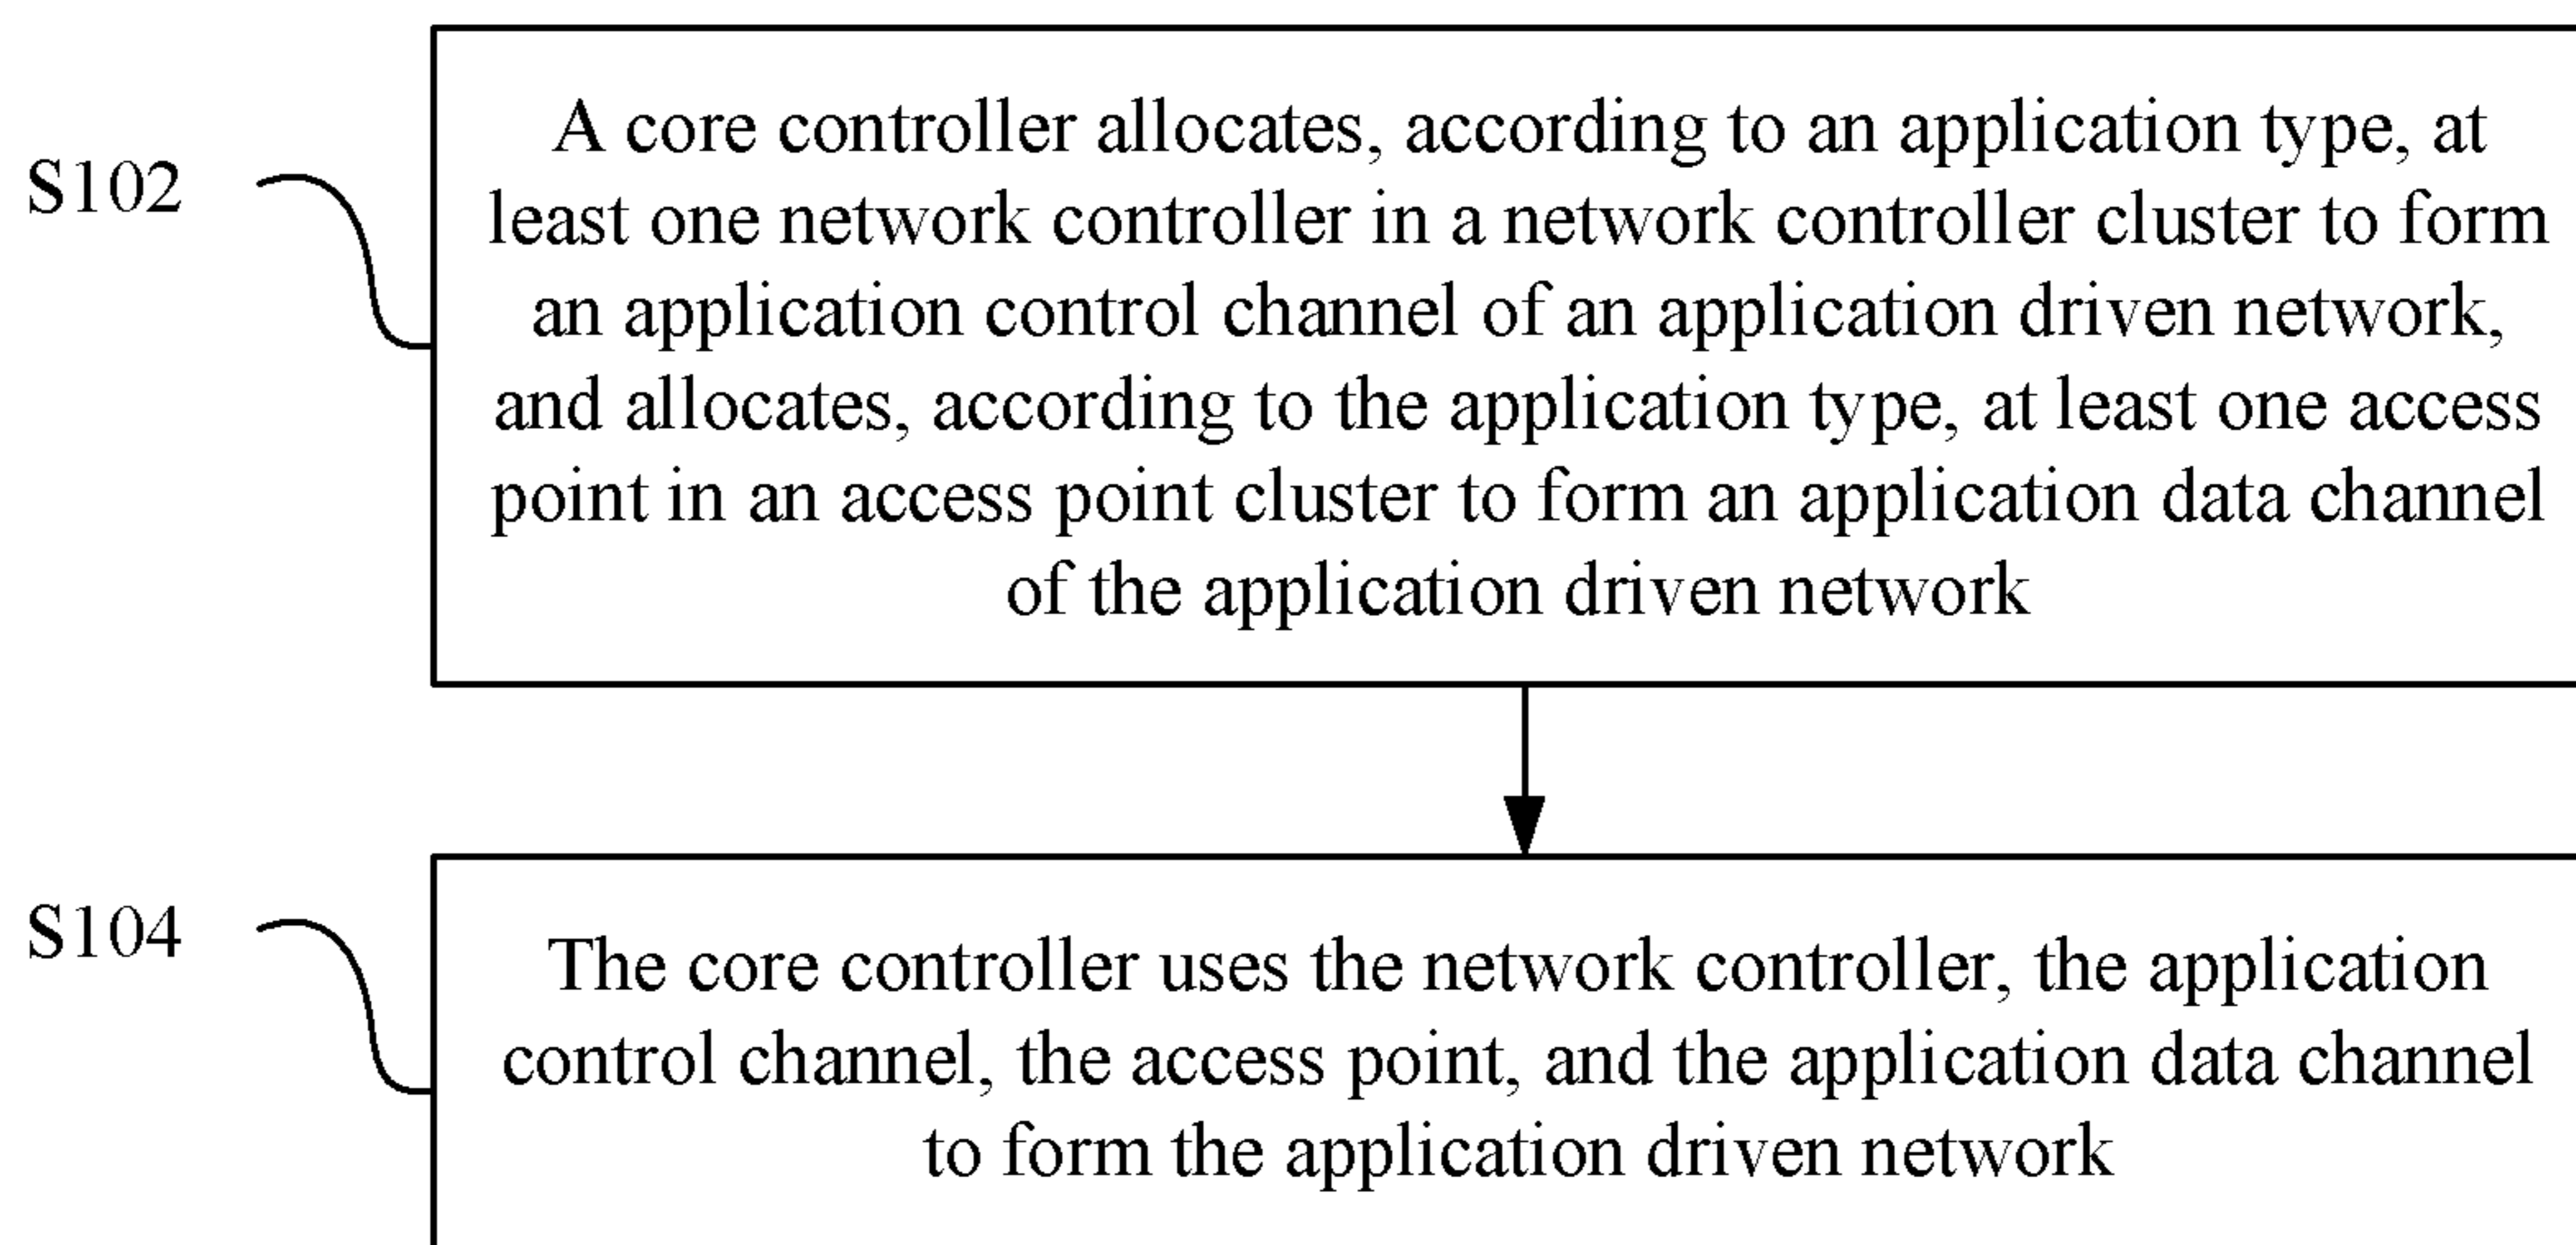 S102
A core controller allocates, according to an application type, at
least one network controller in a network controller cluster to form
an application control channel of an application driven network,
and allocates, according to the application type, at least one access
point in an access point cluster to form an application data channel
of the application driven network
S104
The core controller uses the network controller, the application
control channel, the access point, and the application data channel
to form the application driven network